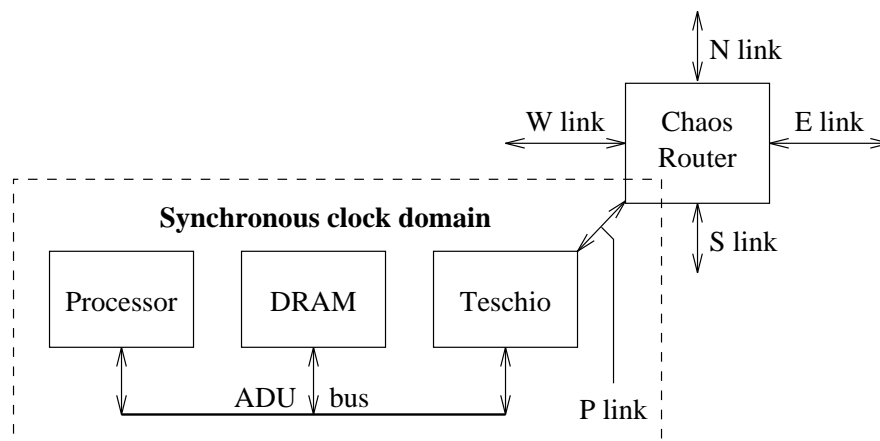 N link
W link
Chaos
Router
E link
Synchronous clock domain
S link
Processor
DRAM
Teschio
ADU bus
P link